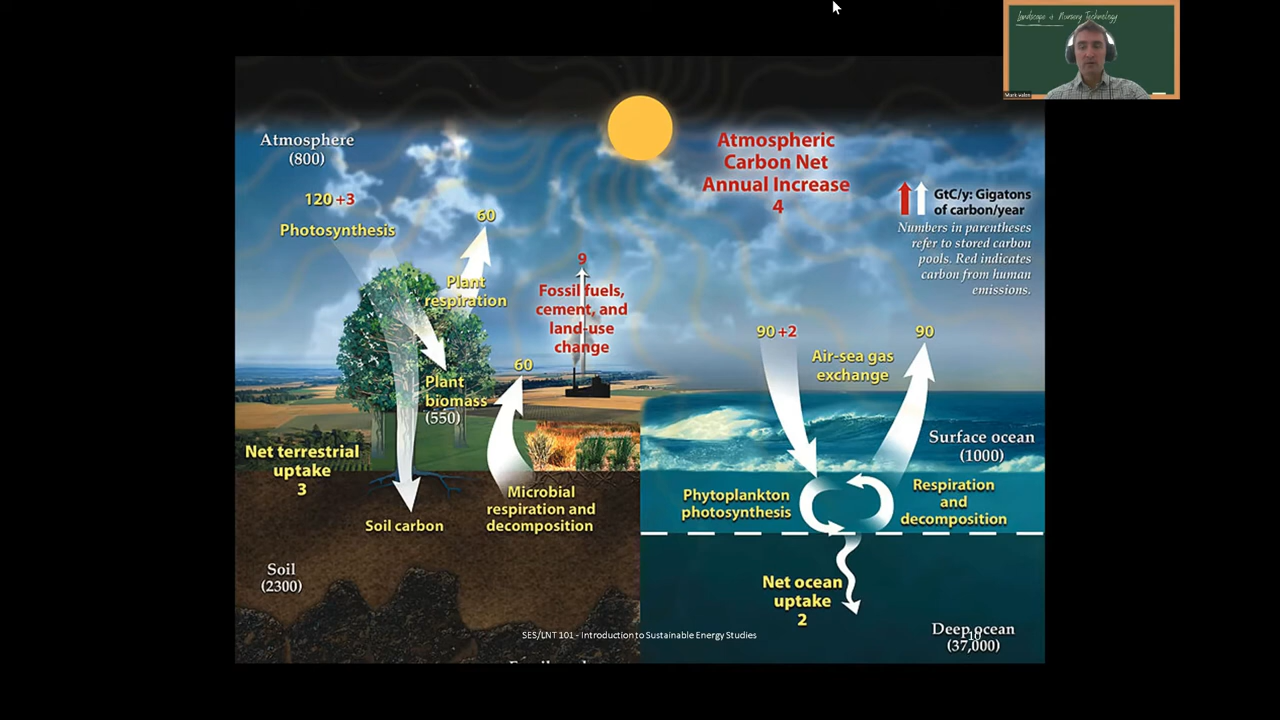 Landscape & Nursery Technology
Atmosphere
(800)
120 +3
Photosynthesis
60
Plant
respiration
9
Fossil fuels,
cement, and
land-use
change
60
Plant
biomass
(550)
Net terrestrial
uptake
3
Microbial
respiration and
decomposition
Soil carbon
Soil
(2300)
Atmospheric
Carbon Net
Annual Increase
4
GtC/y: Gigatons
of carbon/year
Numbers in parentheses
refer to stored carbon
pools. Red indicates
carbon from human
emissions.
90 +2
90
Air-sea gas
exchange
Surface ocean
(1000)
Phytoplankton
photosynthesis
Respiration
and
decomposition
Net ocean
uptake
2
Deep ocean
(37,000)
SES/LNT 101 - Introduction to Sustainable Energy Studies
10